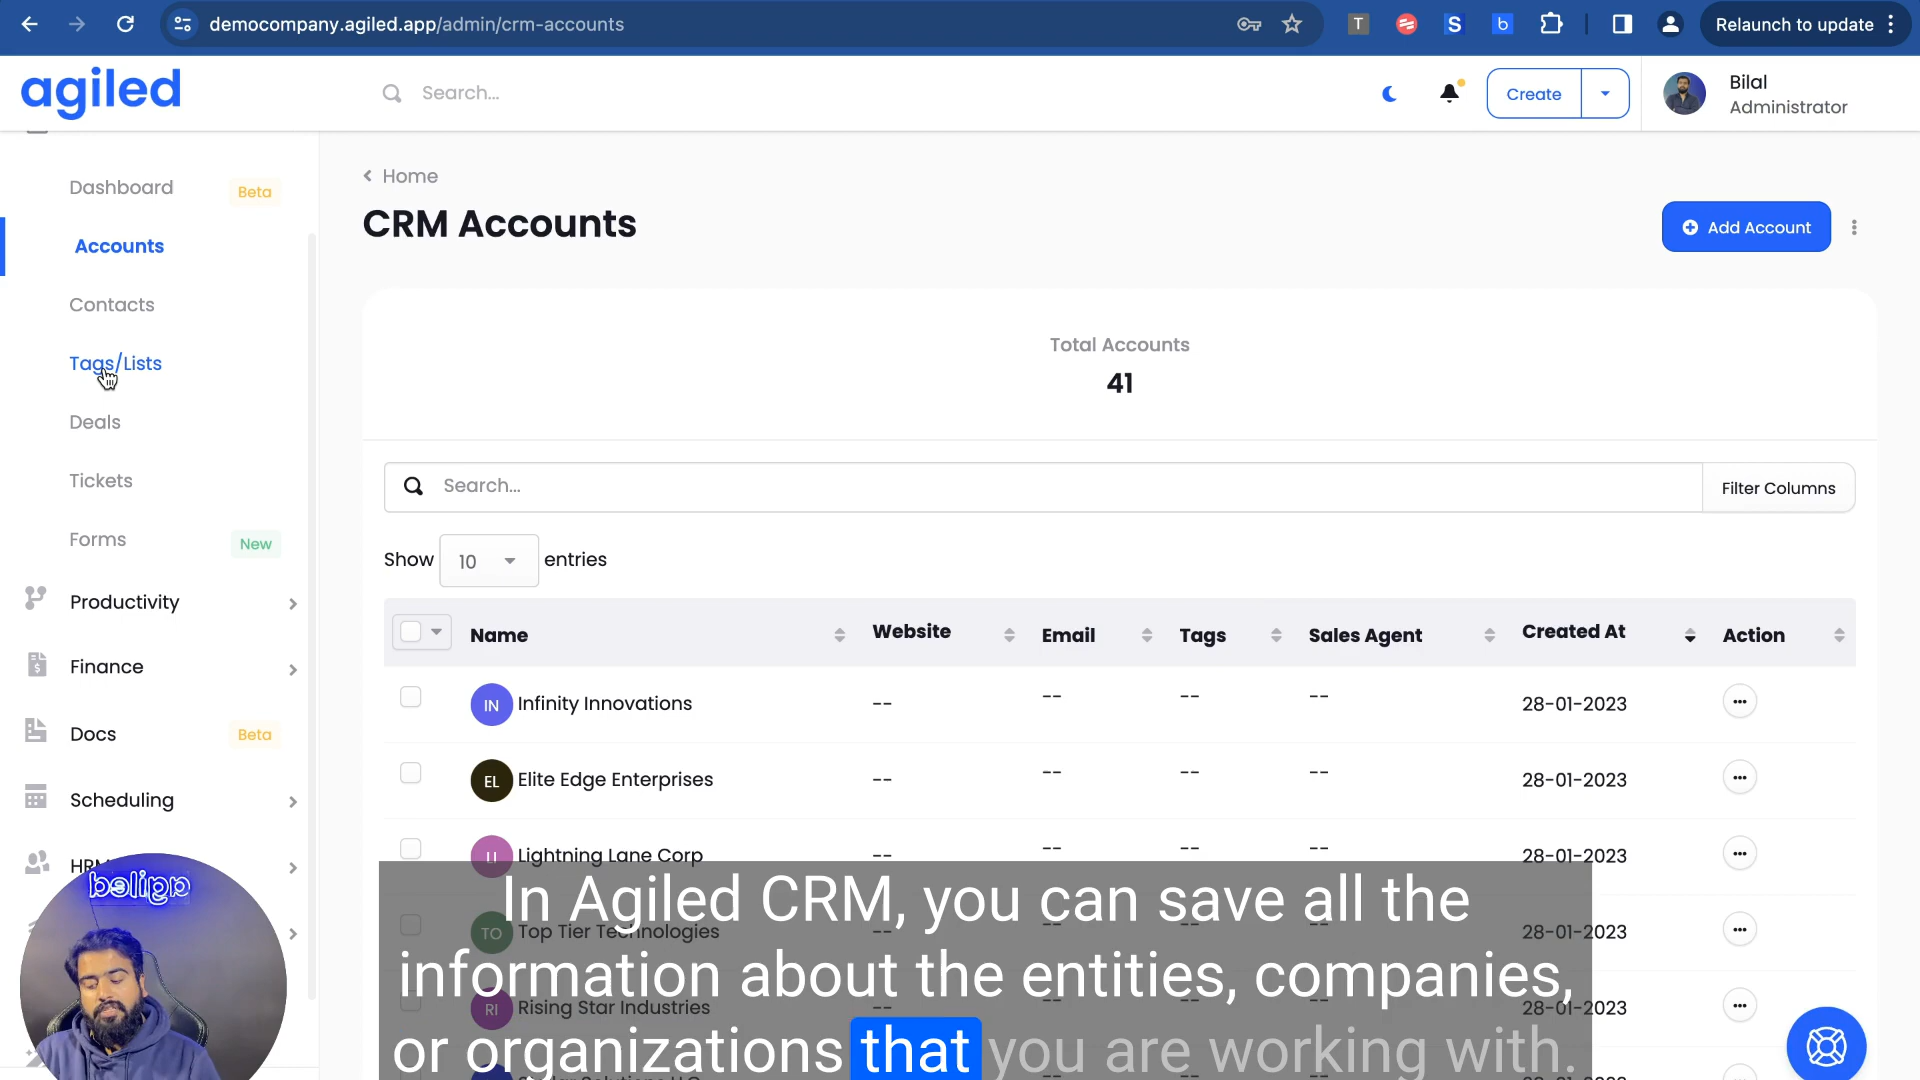 democompany.agiled.app/admin/crm-accounts
T
S
b
Relaunch to update
agiled
Search...
Create
Bilal
Administrator
Dashboard
Beta
Accounts
Contacts
Tags/Lists
Deals
Tickets
Forms
New
Productivity
Finance
Docs
Beta
Scheduling
HRM
Home
CRM Accounts
Add Account
Total Accounts
41
Search...
Filter Columns
Show 10 entries
Name Website Email Tags Sales Agent Created At Action
IN Infinity Innovations -- -- -- -- 28-01-2023
EL Elite Edge Enterprises -- -- -- -- 28-01-2023
LI Lightning Lane Corp -- -- -- -- 28-01-2023
TO Top Tier Technologies -- -- -- -- 28-01-2023
RI Rising Star Industries -- -- -- -- 28-01-2023
In Agiled CRM, you can save all the
information about the entities, companies,
or organizations that you are working with.
agiled